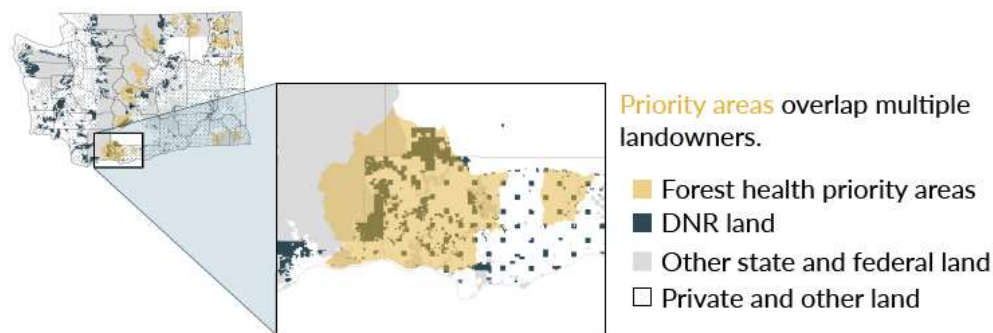 Priority areas overlap multiple
landowners.
Forest health priority areas
DNR land
Other state and federal land
Private and other land